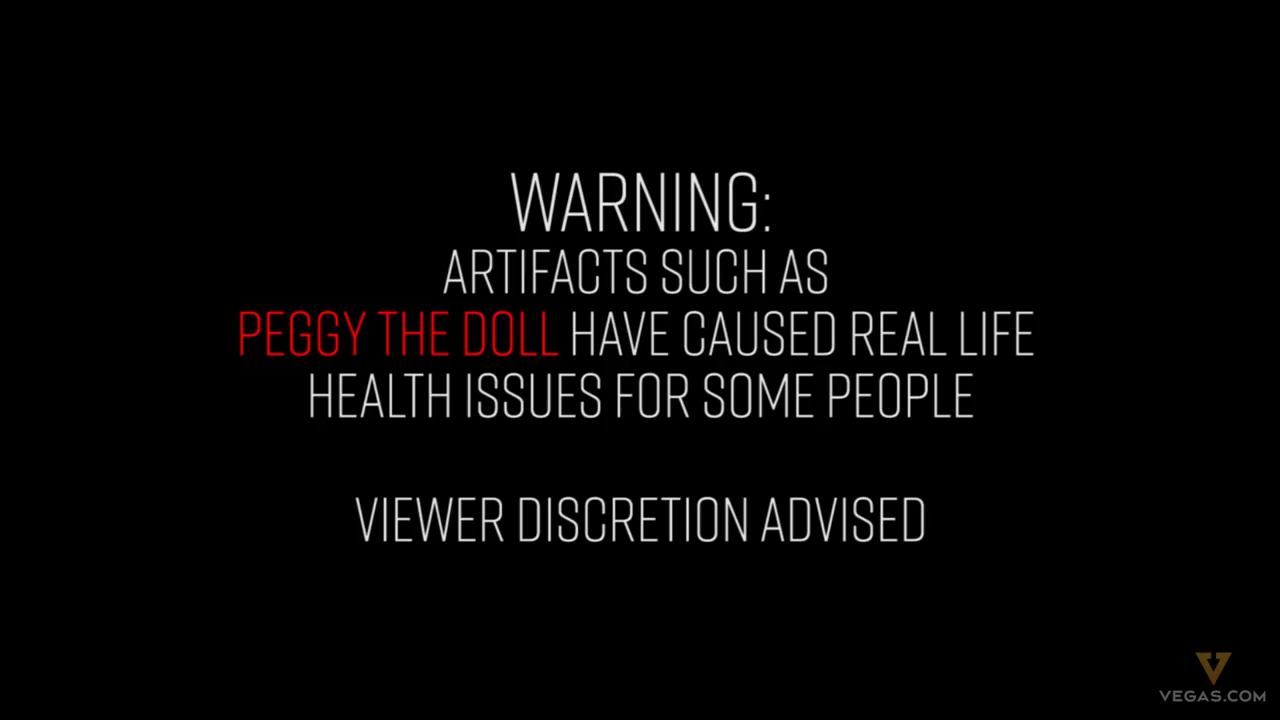 WARNING:
ARTIFACTS SUCH AS
PEGGY THE DOLL HAVE CAUSED REAL LIFE
HEALTH ISSUES FOR SOME PEOPLE
VIEWER DISCRETION ADVISED
VEGAS.COM